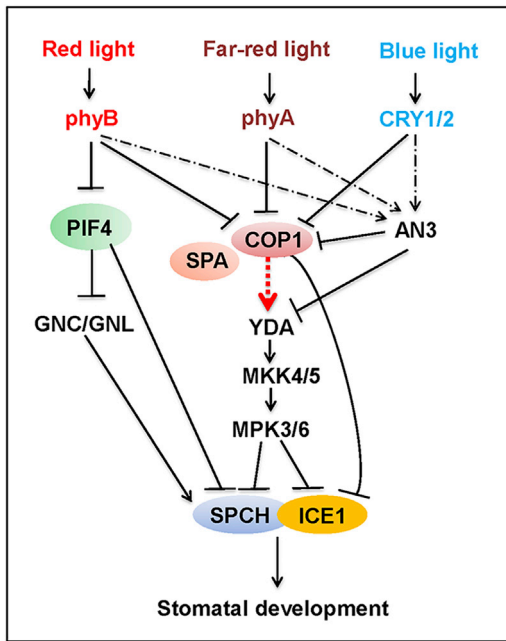 Red light Far-red light Blue light
phyB phyA CRY1/2
PIF4 COP1 AN3
SPA
GNC/GNL YDA
MKK4/5
MPK3/6
SPCH ICE1
Stomatal development